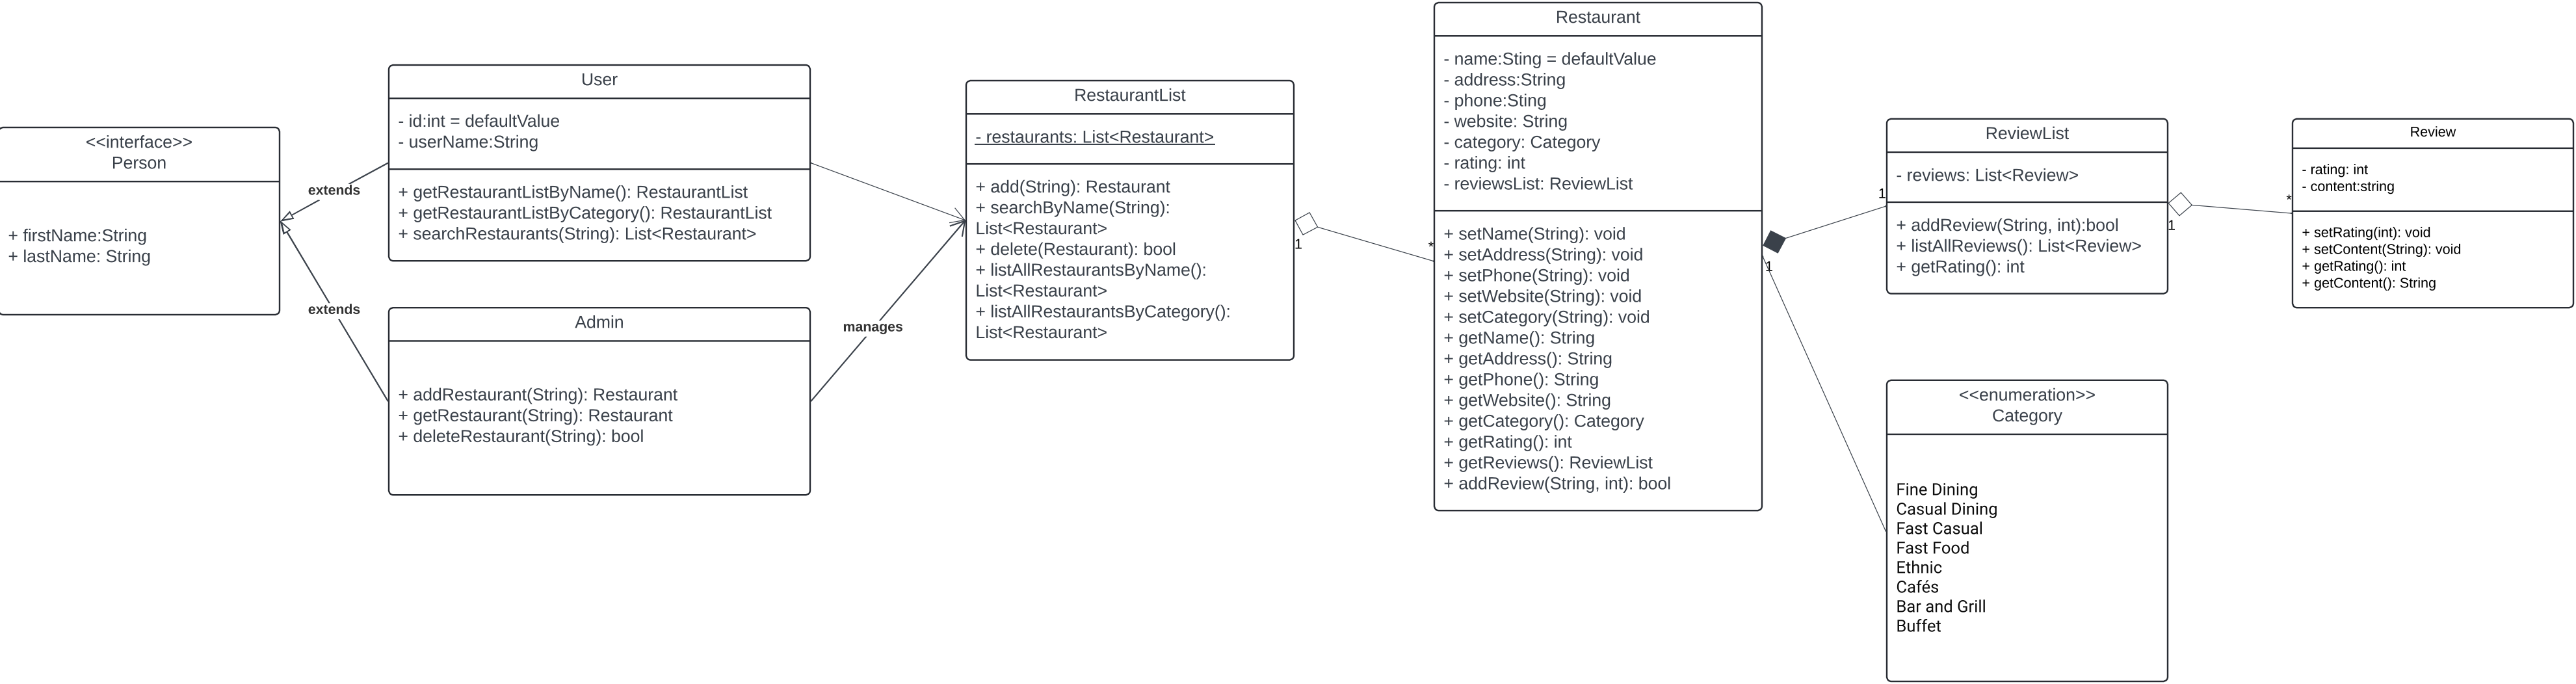 <<interface>>
Person
+ firstName:String
+ lastName: String
extends
extends
User
- id:int = defaultValue
- userName:String
+ getRestaurantListByName(): RestaurantList
+ getRestaurantListByCategory(): RestaurantList
+ searchRestaurants(String): List<Restaurant>
Admin
+ addRestaurant(String): Restaurant
+ getRestaurant(String): Restaurant
+ deleteRestaurant(String): bool
manages
RestaurantList
- restaurants: List<Restaurant>
+ add(String): Restaurant
+ searchByName(String):
List<Restaurant>
+ delete(Restaurant): bool
+ listAllRestaurantsByName():
List<Restaurant>
+ listAllRestaurantsByCategory():
List<Restaurant>
1
*
Restaurant
- name:Sting = defaultValue
- address:String
- phone:Sting
- website: String
- category: Category
- rating: int
- reviewsList: ReviewList
+ setName(String): void
+ setAddress(String): void
+ setPhone(String): void
+ setWebsite(String): void
+ setCategory(String): void
+ getName(): String
+ getAddress(): String
+ getPhone(): String
+ getWebsite(): String
+ getCategory(): Category
+ getRating(): int
+ getReviews(): ReviewList
+ addReview(String, int): bool
1
1
ReviewList
- reviews: List<Review>
+ addReview(String, int):bool
+ listAllReviews(): List<Review>
+ getRating(): int
1
*
Review
- rating: int
- content:string
+ setRating(int): void
+ setContent(String): void
+ getRating(): int
+ getContent(): String
<<enumeration>>
Category
Fine Dining
Casual Dining
Fast Casual
Fast Food
Ethnic
Cafés
Bar and Grill
Buffet